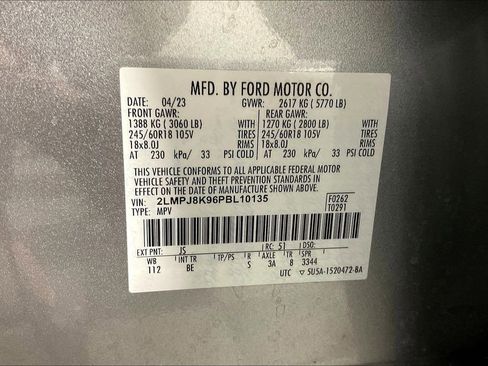 MFD. BY FORD MOTOR CO.
DATE: 04/23 GVWR: 2617 KG (5770 LB)
FRONT GAWR: REAR GAWR:
1388 KG (3060 LB) WITH 1270 KG (2800 LB) WITH
245/60R18 105V TIRES 245/60R18 105V TIRES
18x8.0J RIMS 18x8.0J RIMS
AT 230 kPa/ 33 PSI COLD AT 230 kPa/ 33 PSI COLD
THIS VEHICLE CONFORMS TO ALL APPLICABLE FEDERAL MOTOR
VEHICLE SAFETY AND THEFT PREVENTION STANDARDS IN
EFFECT ON THE DATE OF MANUFACTURE SHOWN ABOVE.
VIN: 2LMPJ8K96PBL10135 F0262
TYPE: MPV T0291
EXT PNT: JS RC: 51 DSO:
WB INT TR TP/PS R AXLE TR SPR
112 BE S 3A 8 3344
UTC ▽ 5U5A-1520472-BA